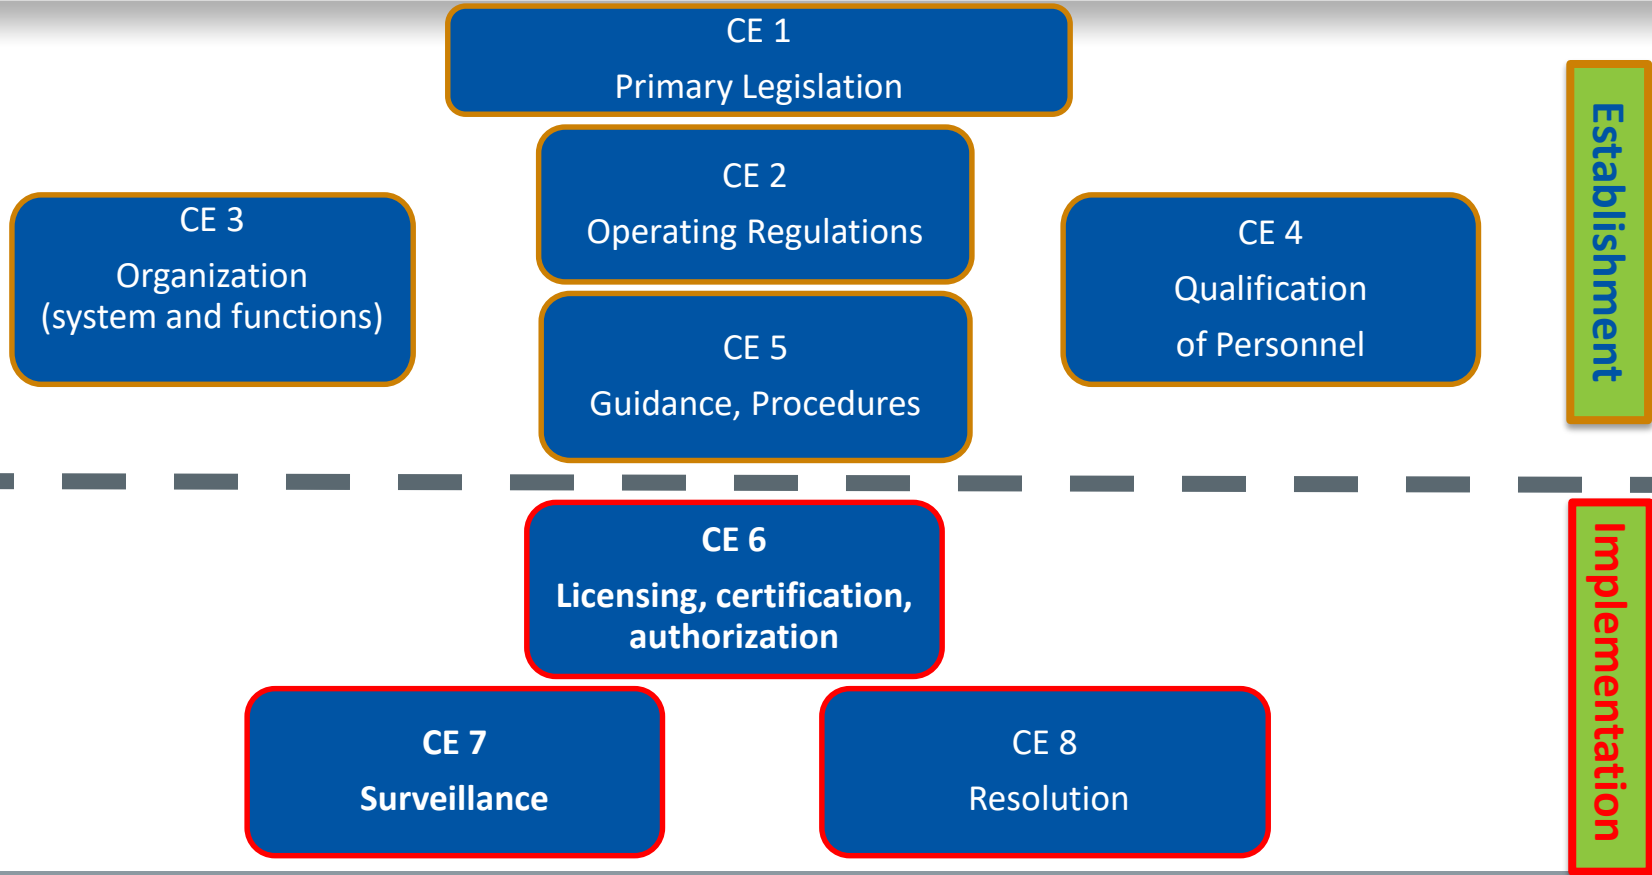 CE 1
Primary Legislation
CE 2
Operating Regulations
CE 3
Organization
(system and functions)
CE 4
Qualification
of Personnel
CE 5
Guidance, Procedures
Establishment
CE 6
Licensing, certification,
authorization
CE 7
Surveillance
CE 8
Resolution
Implementation